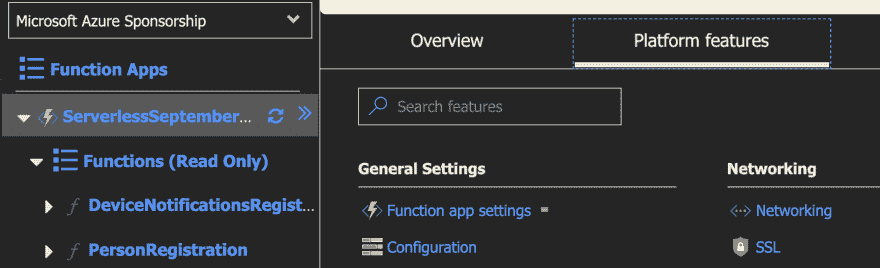 Microsoft Azure Sponsorship
Function Apps
ServerlessSeptember...
Functions (Read Only)
DeviceNotificationsRegist...
PersonRegistration
Overview
Platform features
Search features
General Settings
Function app settings
Configuration
Networking
Networking
SSL